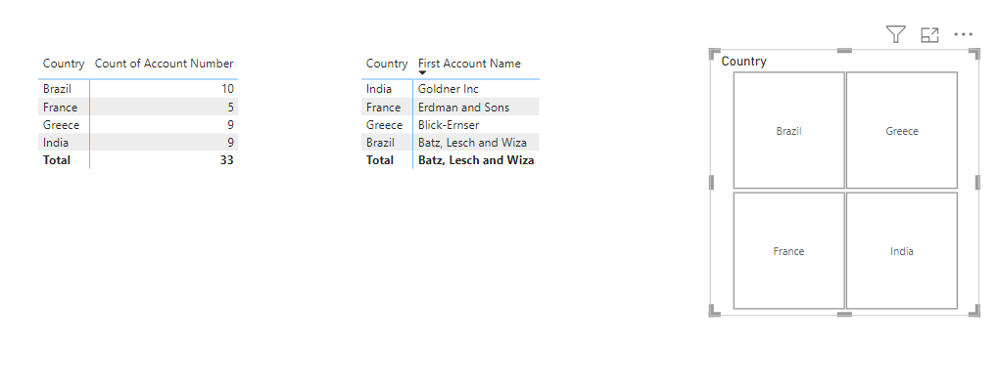 Country Count of Account Number
Brazil 10
France 5
Greece 9
India 9
Total 33
Country First Account Name
India Goldner Inc
France Erdman and Sons
Greece Blick-Ernser
Brazil Batz, Lesch and Wiza
Total Batz, Lesch and Wiza
Country
Brazil Greece
France India